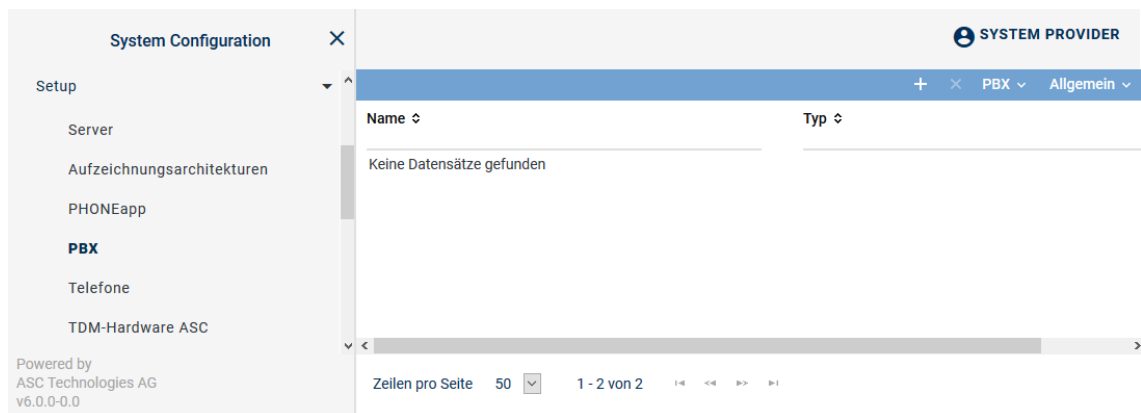 System Configuration
SYSTEM PROVIDER
Setup
PBX
Allgemein
Name
Typ
Server
Keine Datensätze gefunden
Aufzeichnungsarchitekturen
PHONEapp
PBX
Telefone
TDM-Hardware ASC
Powered by
ASC Technologies AG
v6.0.0-0.0
Zeilen pro Seite 50 1 - 2 von 2